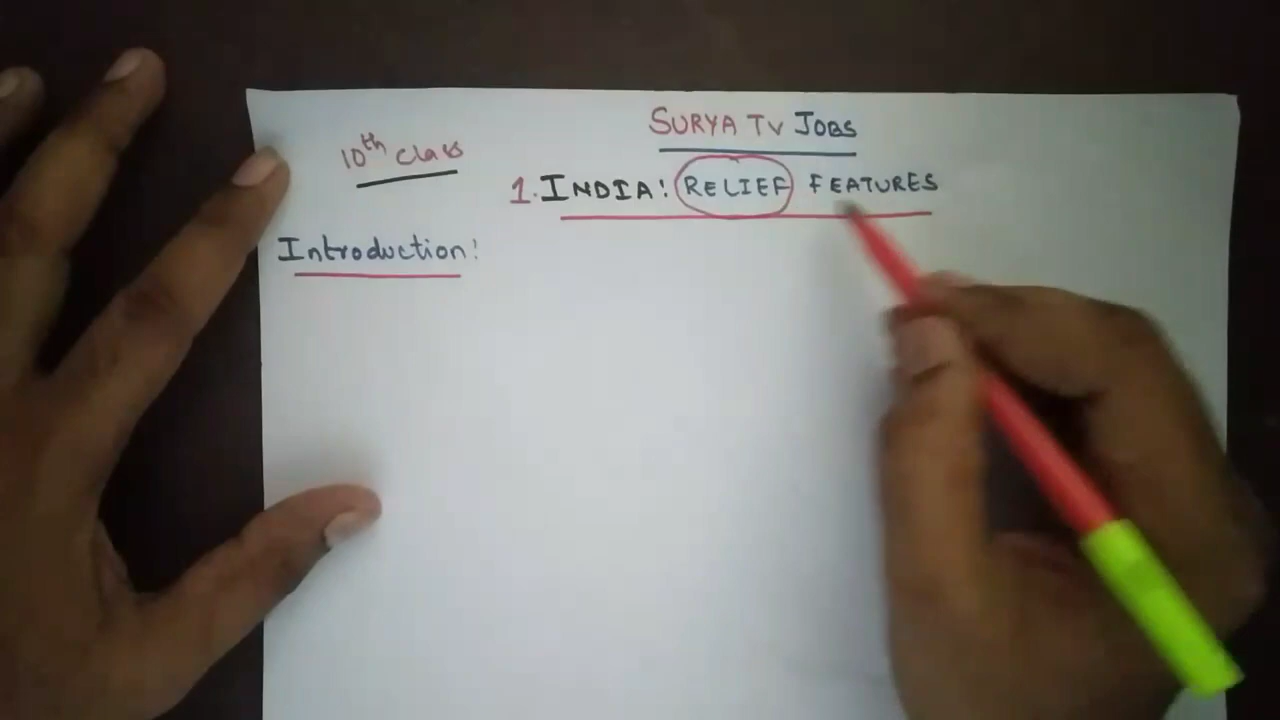 SURYA TV JOBS
10th class
1. INDIA: RELIEF FEATURES
Introduction: